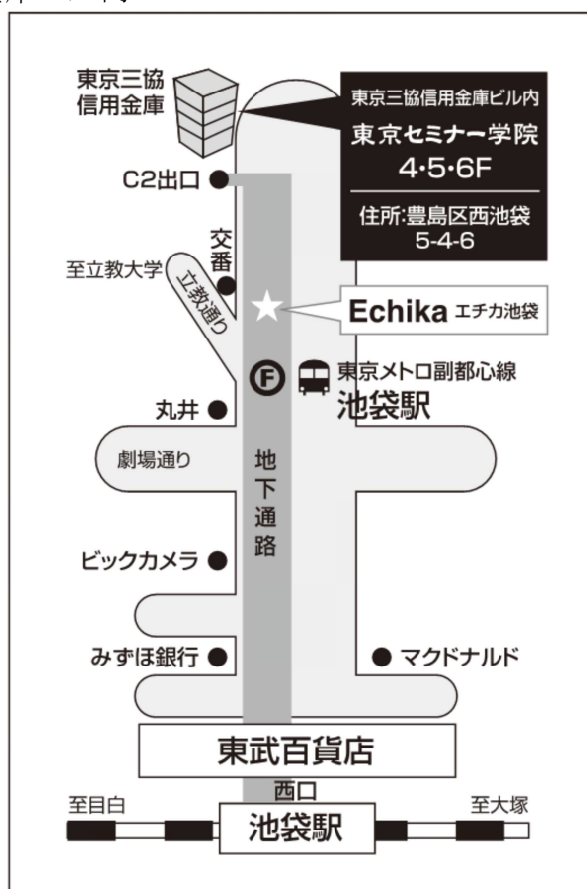 東京三協
信用金庫
東京三協信用金庫ビル内
東京セミナー学院
4・5・6F
住所:豊島区西池袋
5-4-6
C2出口
交番
至立教大学
立教通り
Echika エチカ池袋
F
東京メトロ副都心線
池袋駅
丸井
劇場通り
地下通路
ビックカメラ
みずほ銀行
マクドナルド
東武百貨店
西口
至目白
至大塚
池袋駅